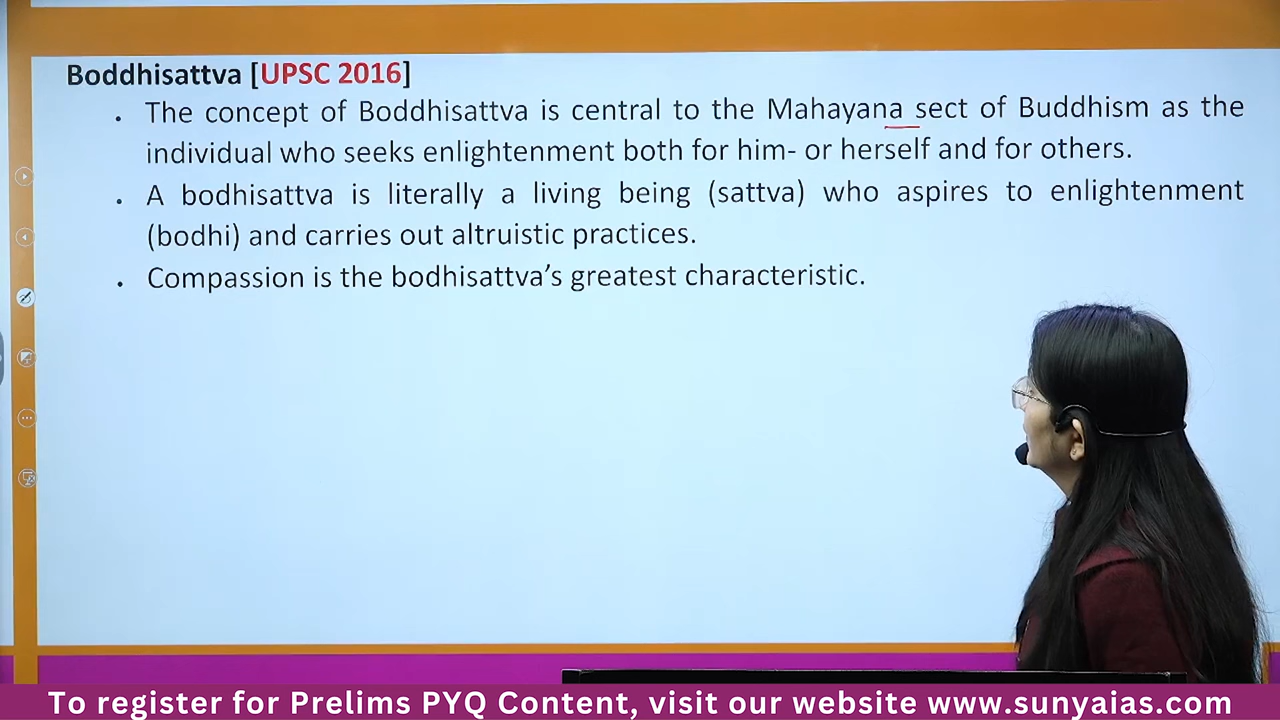 Boddhisattva [UPSC 2016]
• The concept of Boddhisattva is central to the Mahayana sect of Buddhism as the
individual who seeks enlightenment both for him- or herself and for others.
• A bodhisattva is literally a living being (sattva) who aspires to enlightenment
(bodhi) and carries out altruistic practices.
• Compassion is the bodhisattva’s greatest characteristic.
To register for Prelims PYQ Content, visit our website www.sunyaias.com